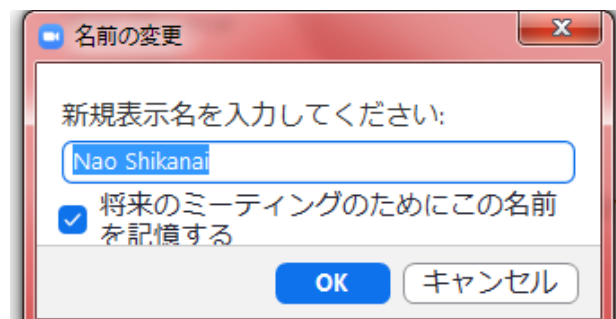 名前の変更
新規表示名を入力してください:
Nao Shikanai
将来のミーティングのためにこの名前
を記憶する
OK キャンセル